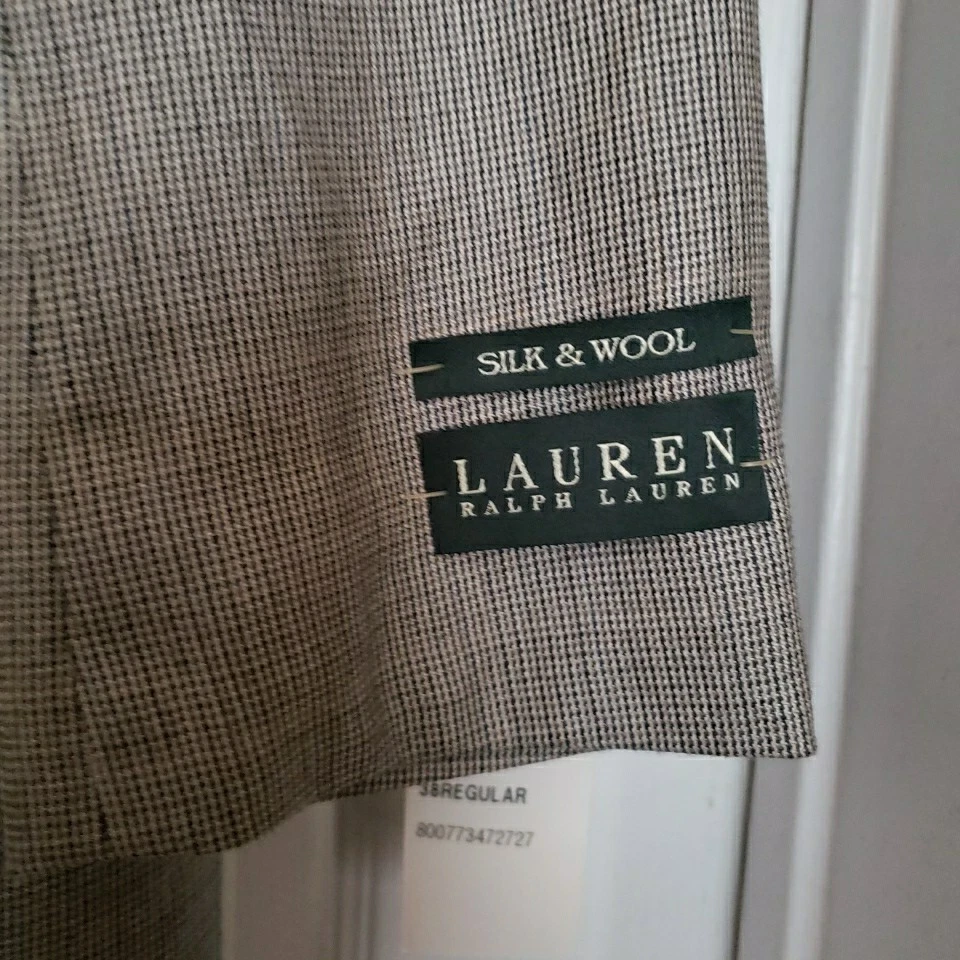 SILK & WOOL
LAUREN
RALPH LAUREN
38REGULAR
800773472727